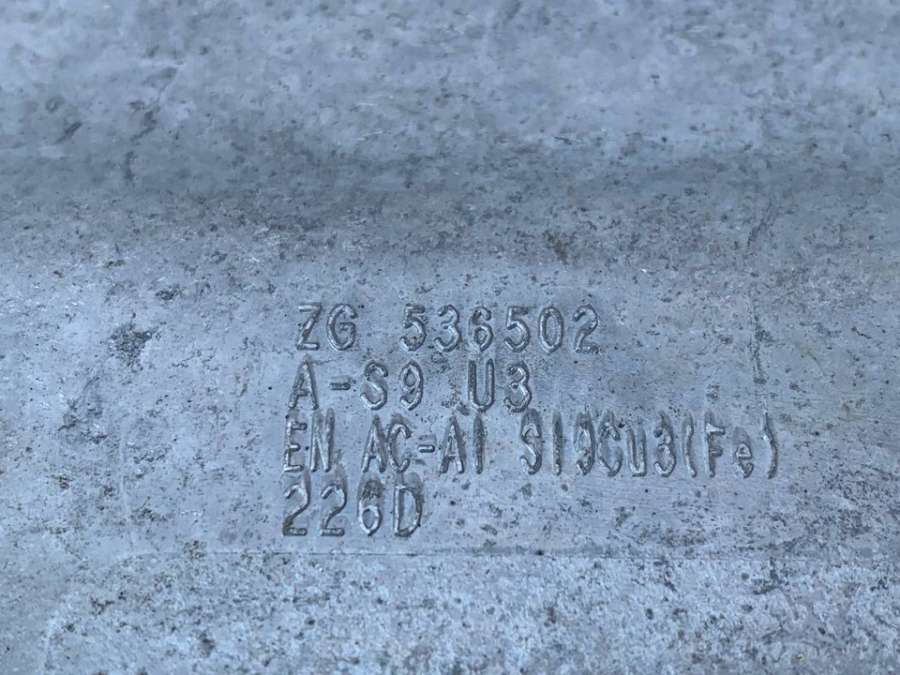 ZG 536502
A-S9 U3
EN AC-Al Si9Cu3(Fe)
226D